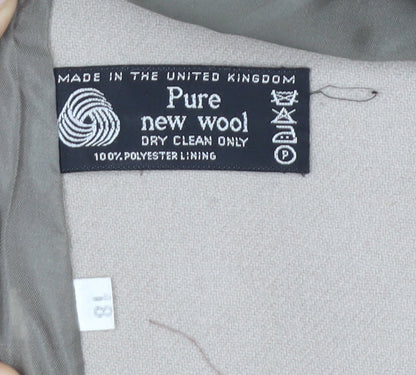 MADE IN THE UNITED KINGDOM
Pure
new wool
DRY CLEAN ONLY
100% POLYESTER LINING
P
18